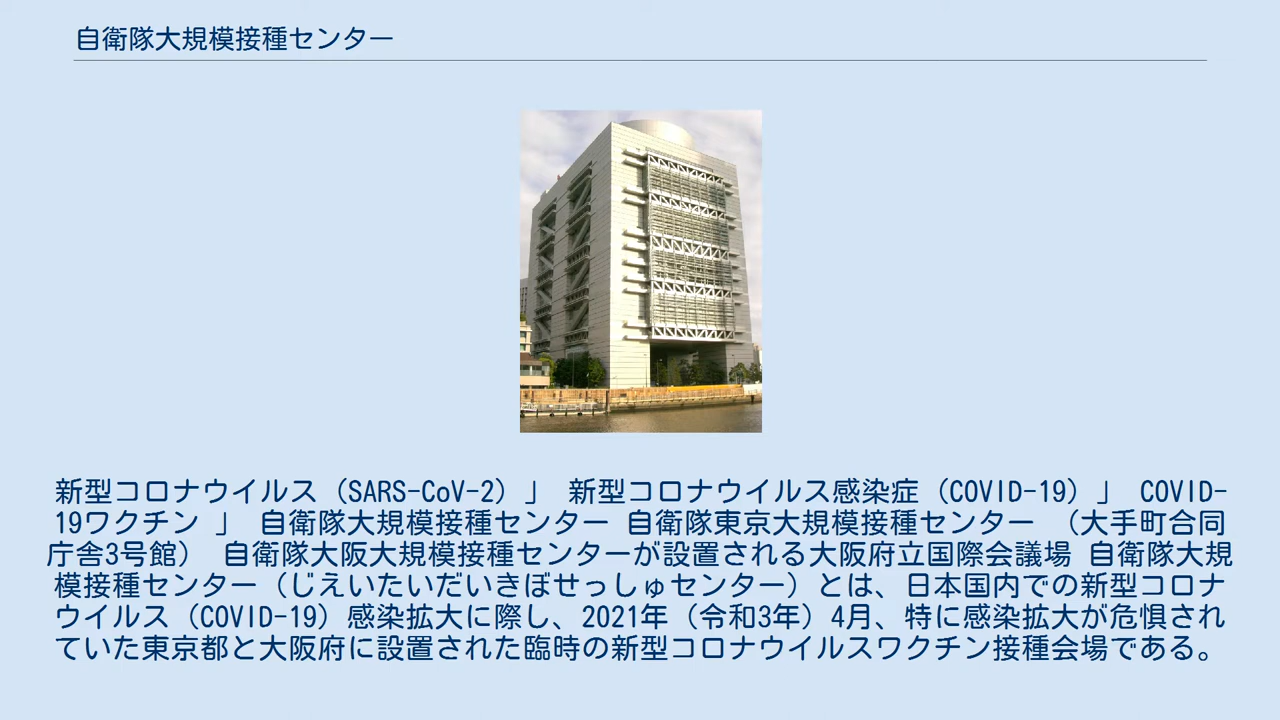 自衛隊大規模接種センター
新型コロナウイルス（SARS-CoV-2）」 新型コロナウイルス感染症（COVID-19）」 COVID-
19ワクチン 」 自衛隊大規模接種センター 自衛隊東京大規模接種センター （大手町合同
庁舎3号館） 自衛隊大阪大規模接種センターが設置される大阪府立国際会議場 自衛隊大規
模接種センター（じえいたいだいきぼせっしゅセンター）とは、日本国内での新型コロナ
ウイルス（COVID-19）感染拡大に際し、2021年（令和3年）4月、特に感染拡大が危惧され
ていた東京都と大阪府に設置された臨時の新型コロナウイルスワクチン接種会場である。